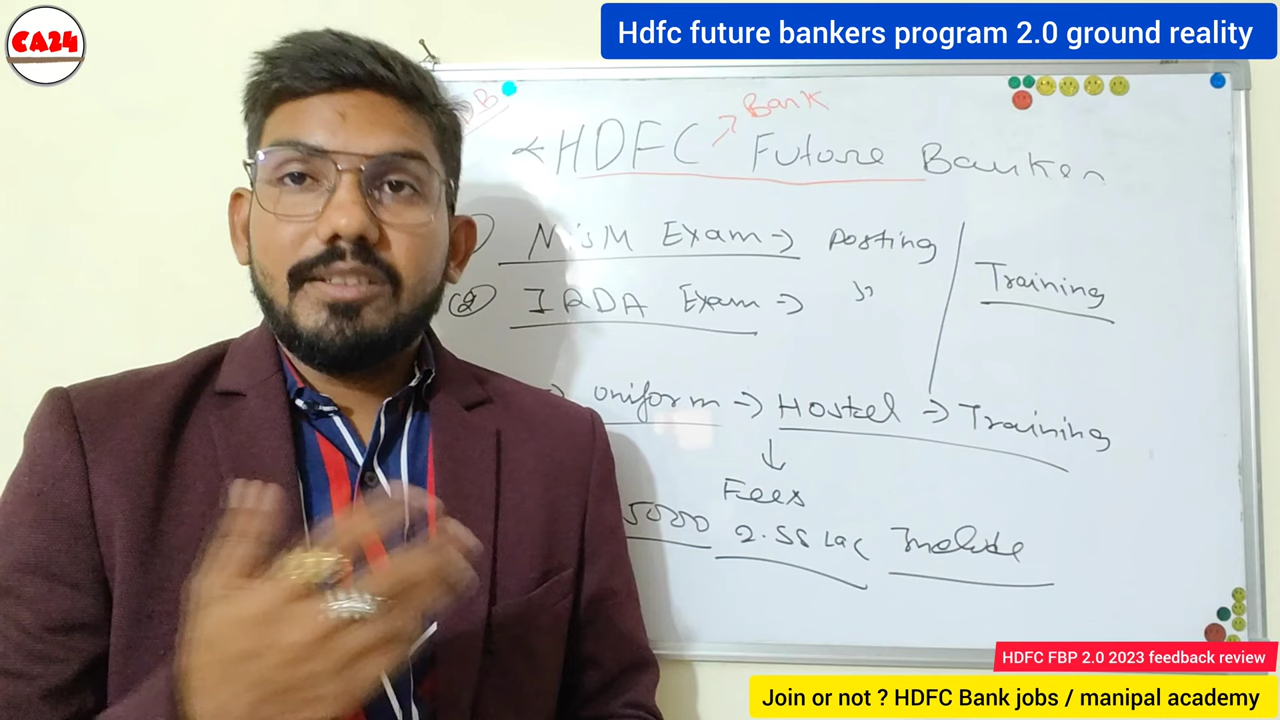 CA24
Hdfc future bankers program 2.0 ground reality
B
Bank
HDFC Future Banker
NISM Exam → Posting
Training
(2) IRDA Exam → "
→ uniform → Hostel → Training
↓
Fees
5000 2.55 Lac Include
HDFC FBP 2.0 2023 feedback review
Join or not ? HDFC Bank jobs / manipal academy